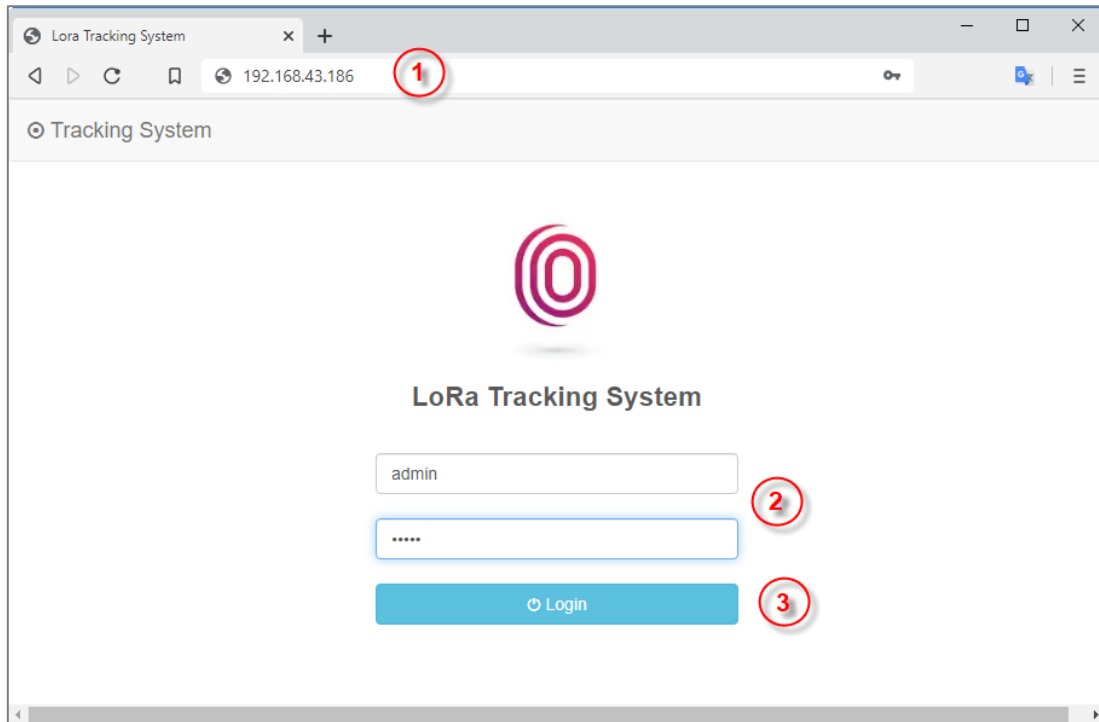 Lora Tracking System
192.168.43.186
1
Tracking System
LoRa Tracking System
admin
2
•••••
Login
3